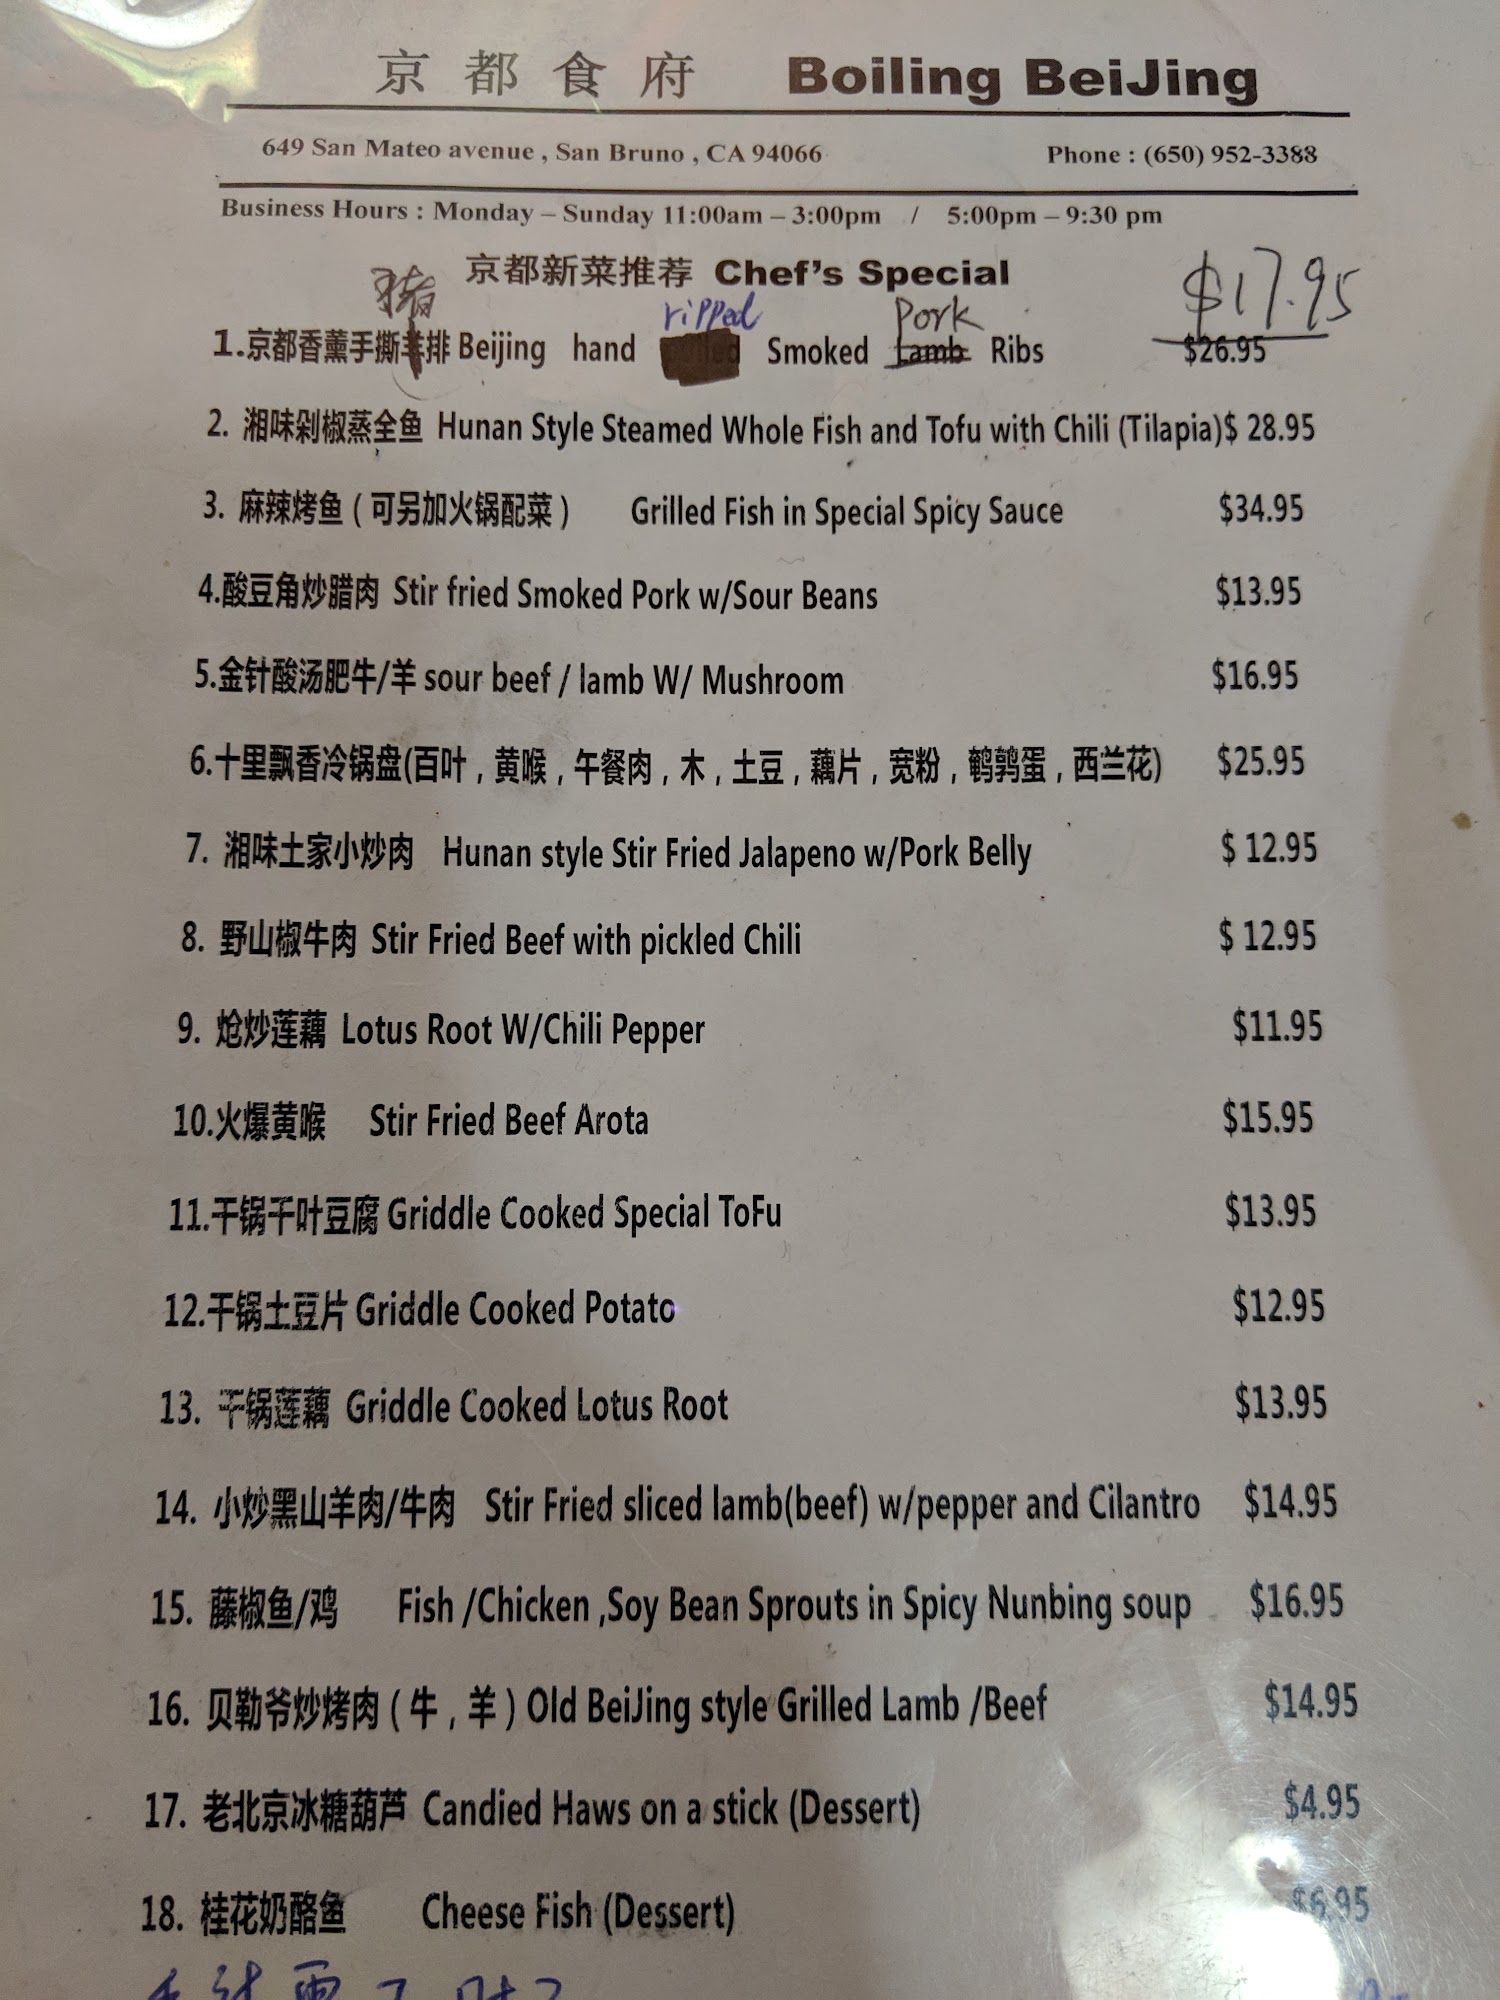 京都食府 Boiling BeiJing
649 San Mateo avenue , San Bruno , CA 94066 Phone : (650) 952-3388
Business Hours : Monday – Sunday 11:00am – 3:00pm / 5:00pm – 9:30 pm
京都新菜推荐 Chef's Special $17.95
猪 ripped Pork
1.京都香薰手撕羊排 Beijing hand Smoked Lamb Ribs $26.95
2. 湘味剁椒蒸全鱼 Hunan Style Steamed Whole Fish and Tofu with Chili (Tilapia)$ 28.95
3. 麻辣烤鱼 ( 可另加火锅配菜 ) Grilled Fish in Special Spicy Sauce $34.95
4.酸豆角炒腊肉 Stir fried Smoked Pork w/Sour Beans $13.95
5.金针酸汤肥牛/羊 sour beef / lamb W/ Mushroom $16.95
6.十里飘香冷锅盘(百叶 , 黄喉 , 午餐肉 , 木 , 土豆 , 藕片 , 宽粉 , 鹌鹑蛋 , 西兰花) $25.95
7. 湘味土家小炒肉 Hunan style Stir Fried Jalapeno w/Pork Belly $ 12.95
8. 野山椒牛肉 Stir Fried Beef with pickled Chili $ 12.95
9. 炝炒莲藕 Lotus Root W/Chili Pepper $11.95
10.火爆黄喉 Stir Fried Beef Arota $15.95
11.干锅千叶豆腐 Griddle Cooked Special ToFu $13.95
12.干锅土豆片 Griddle Cooked Potato $12.95
13. 干锅莲藕 Griddle Cooked Lotus Root $13.95
14. 小炒黑山羊肉/牛肉 Stir Fried sliced lamb(beef) w/pepper and Cilantro $14.95
15. 藤椒鱼/鸡 Fish /Chicken ,Soy Bean Sprouts in Spicy Nunbing soup $16.95
16. 贝勒爷炒烤肉 ( 牛 , 羊 ) Old BeiJing style Grilled Lamb /Beef $14.95
17. 老北京冰糖葫芦 Candied Haws on a stick (Dessert) $4.95
18. 桂花奶酪鱼 Cheese Fish (Dessert) $6.95